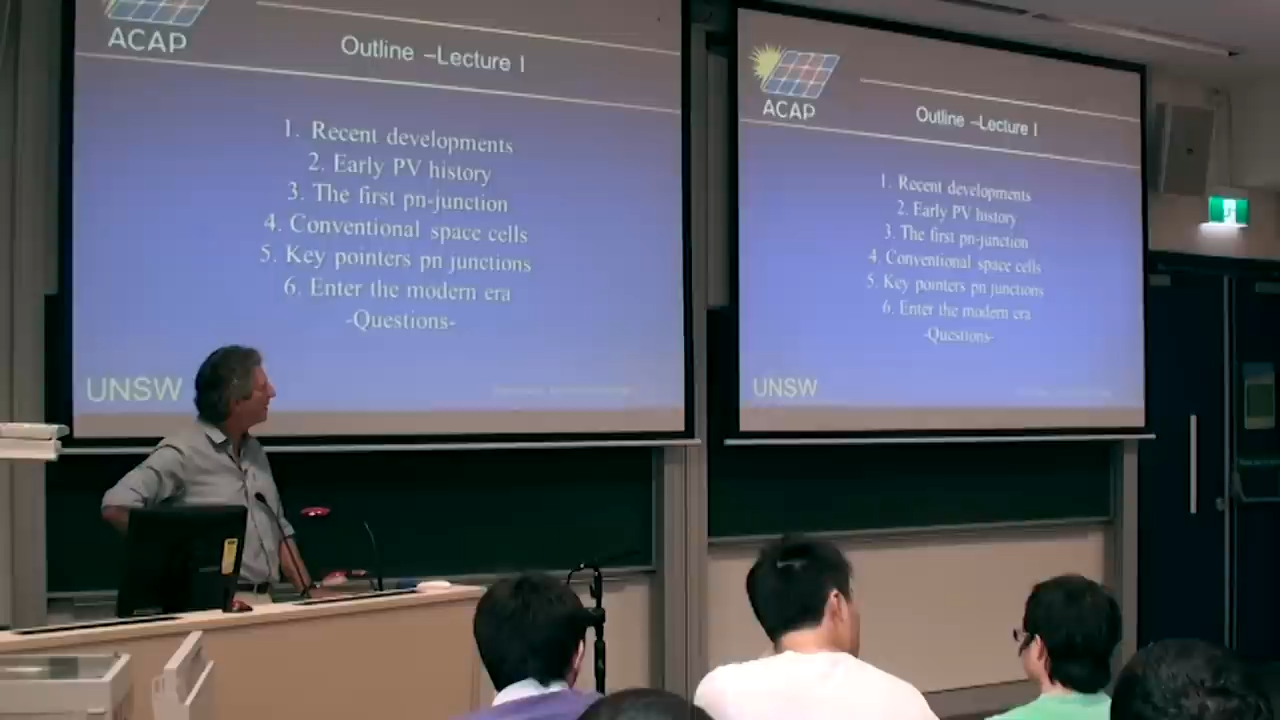 ACAP
Outline –Lecture I
1. Recent developments
2. Early PV history
3. The first pn-junction
4. Conventional space cells
5. Key pointers pn junctions
6. Enter the modern era
-Questions-
UNSW
ACAP
Outline –Lecture I
1. Recent developments
2. Early PV history
3. The first pn-junction
4. Conventional space cells
5. Key pointers pn junctions
6. Enter the modern era
-Questions-
UNSW